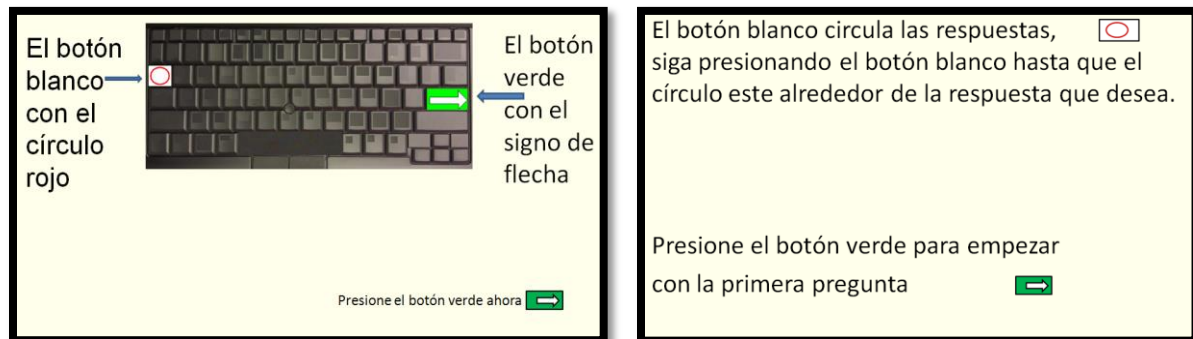 El botón
blanco
con el
círculo
rojo
El botón
verde
con el
signo de
flecha
Presione el botón verde ahora
El botón blanco circula las respuestas,
siga presionando el botón blanco hasta que el
círculo este alrededor de la respuesta que desea.
Presione el botón verde para empezar
con la primera pregunta